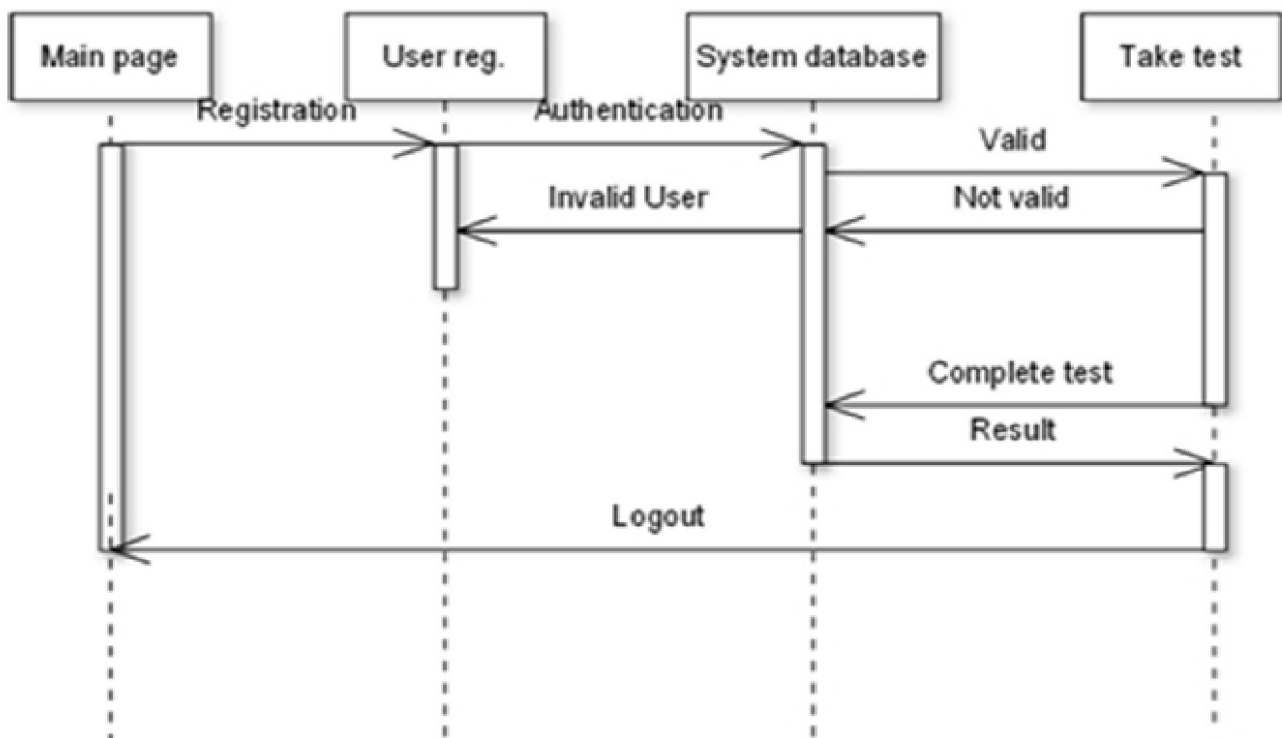 Main page
User reg.
System database
Take test
Registration
Authentication
Valid
Invalid User
Not valid
Complete test
Result
Logout